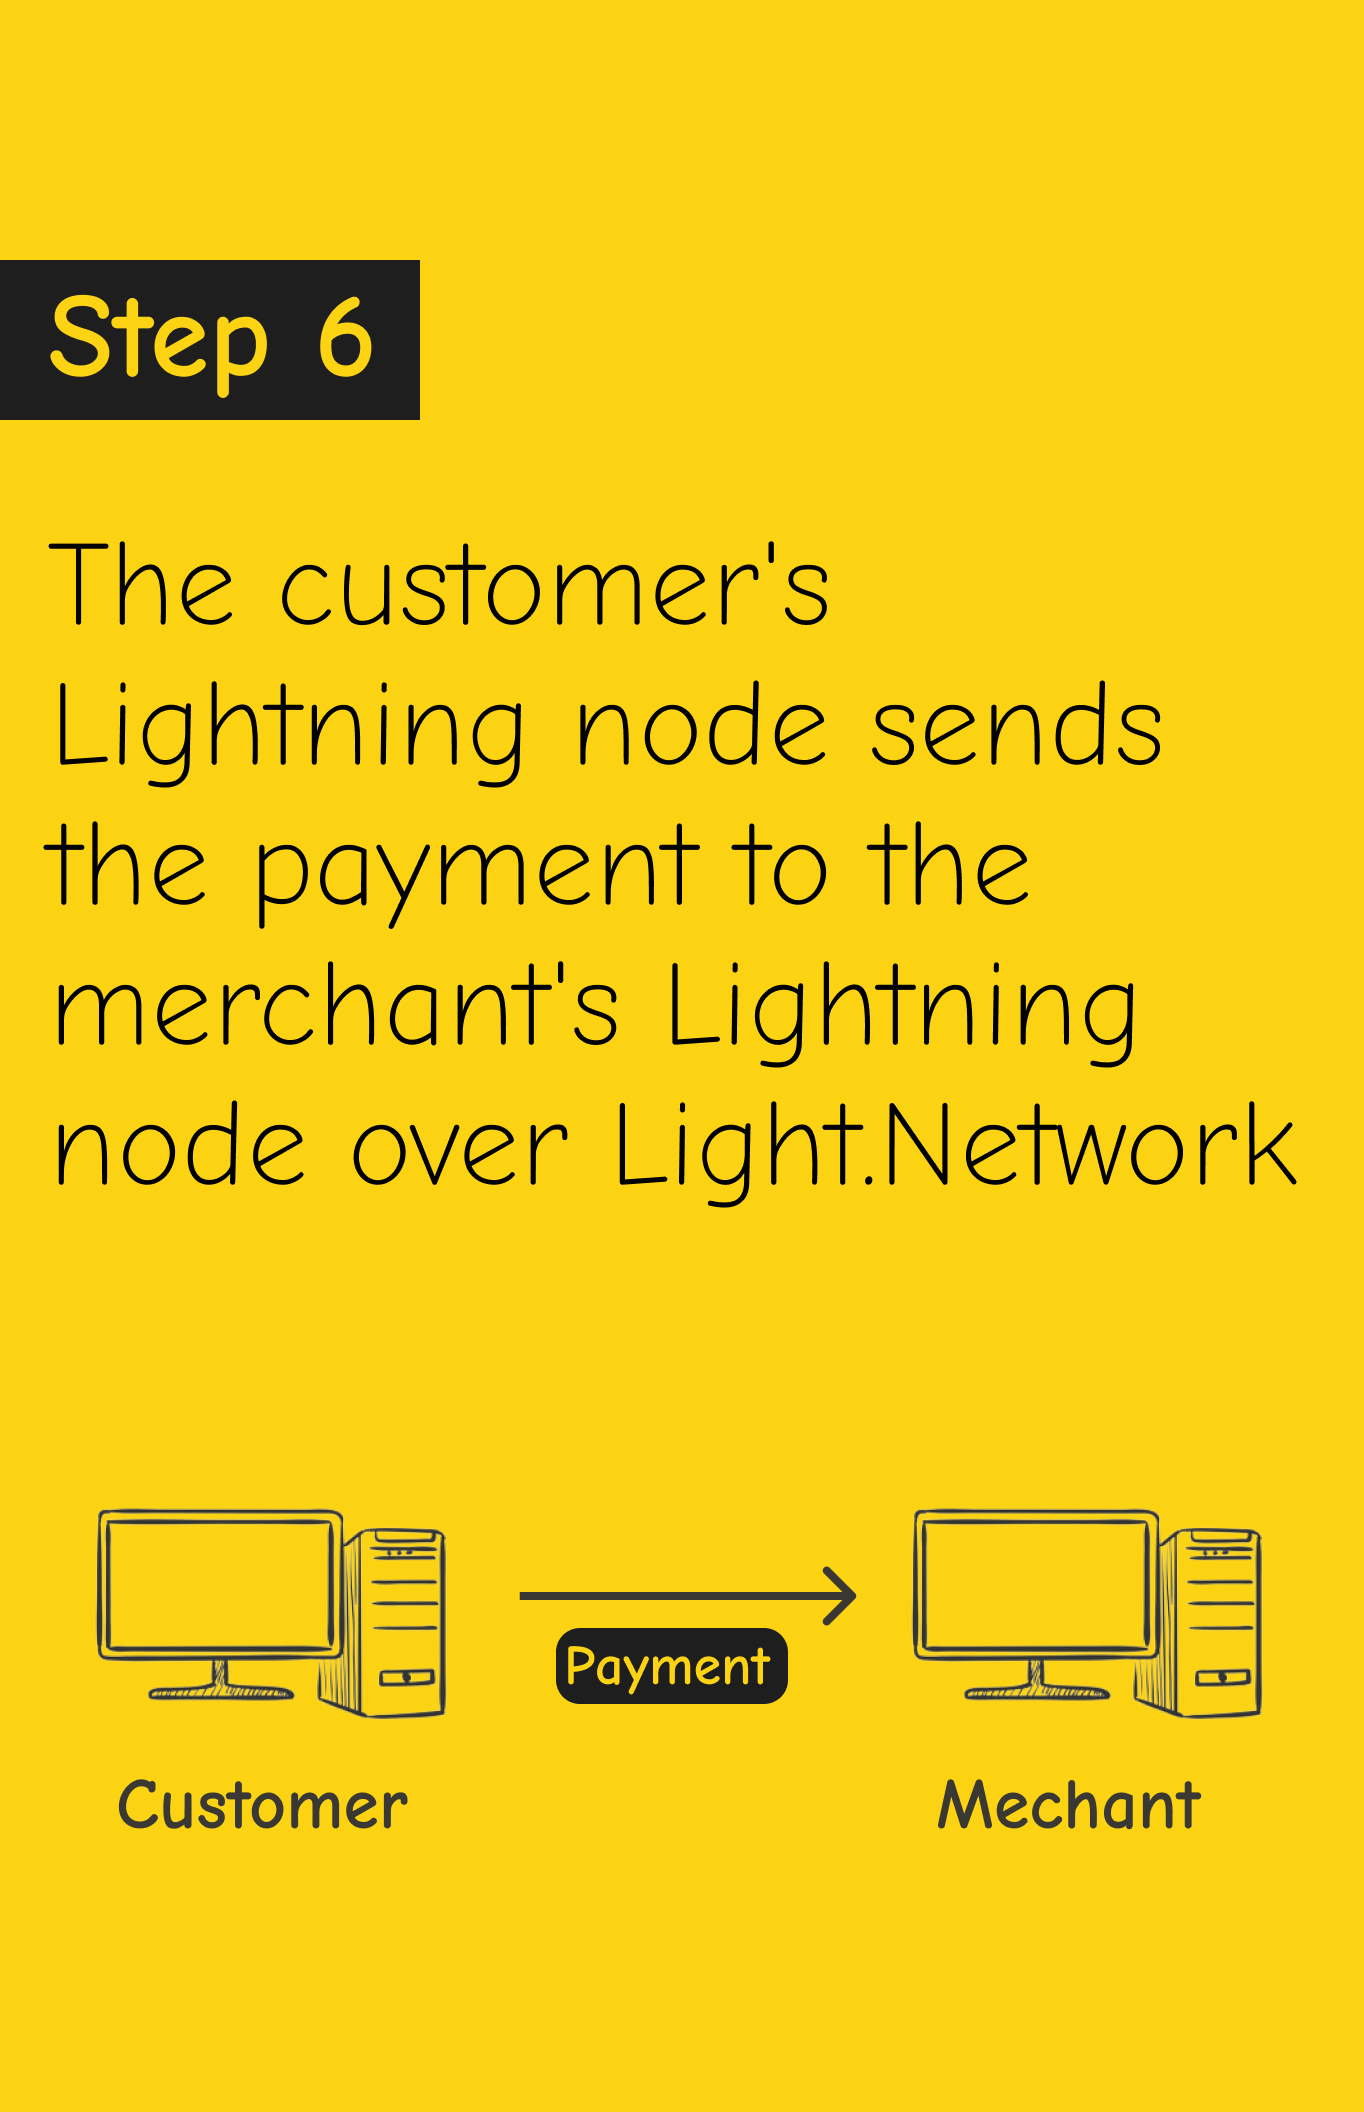 Step 6
The customer's
Lightning node sends
the payment to the
merchant's Lightning
node over Light.Network
Payment
Customer
Mechant